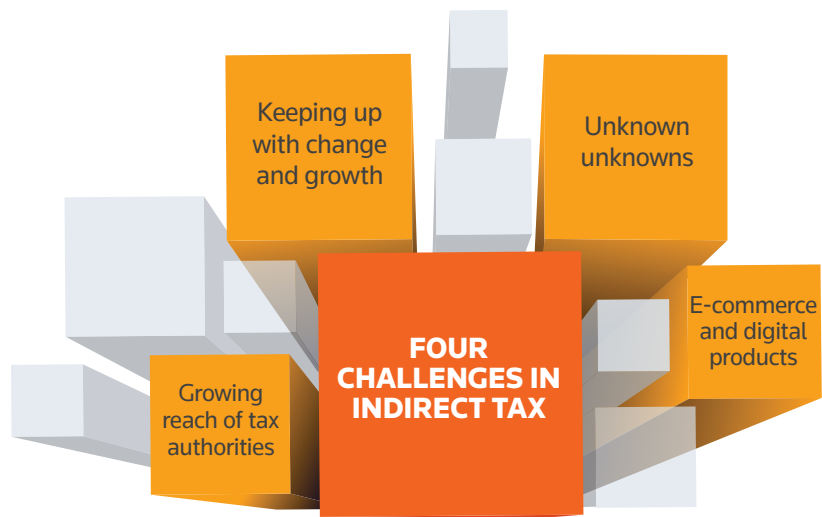 Keeping up
with change
and growth
Unknown
unknowns
E-commerce
and digital
products
FOUR
CHALLENGES IN
INDIRECT TAX
Growing
reach of tax
authorities